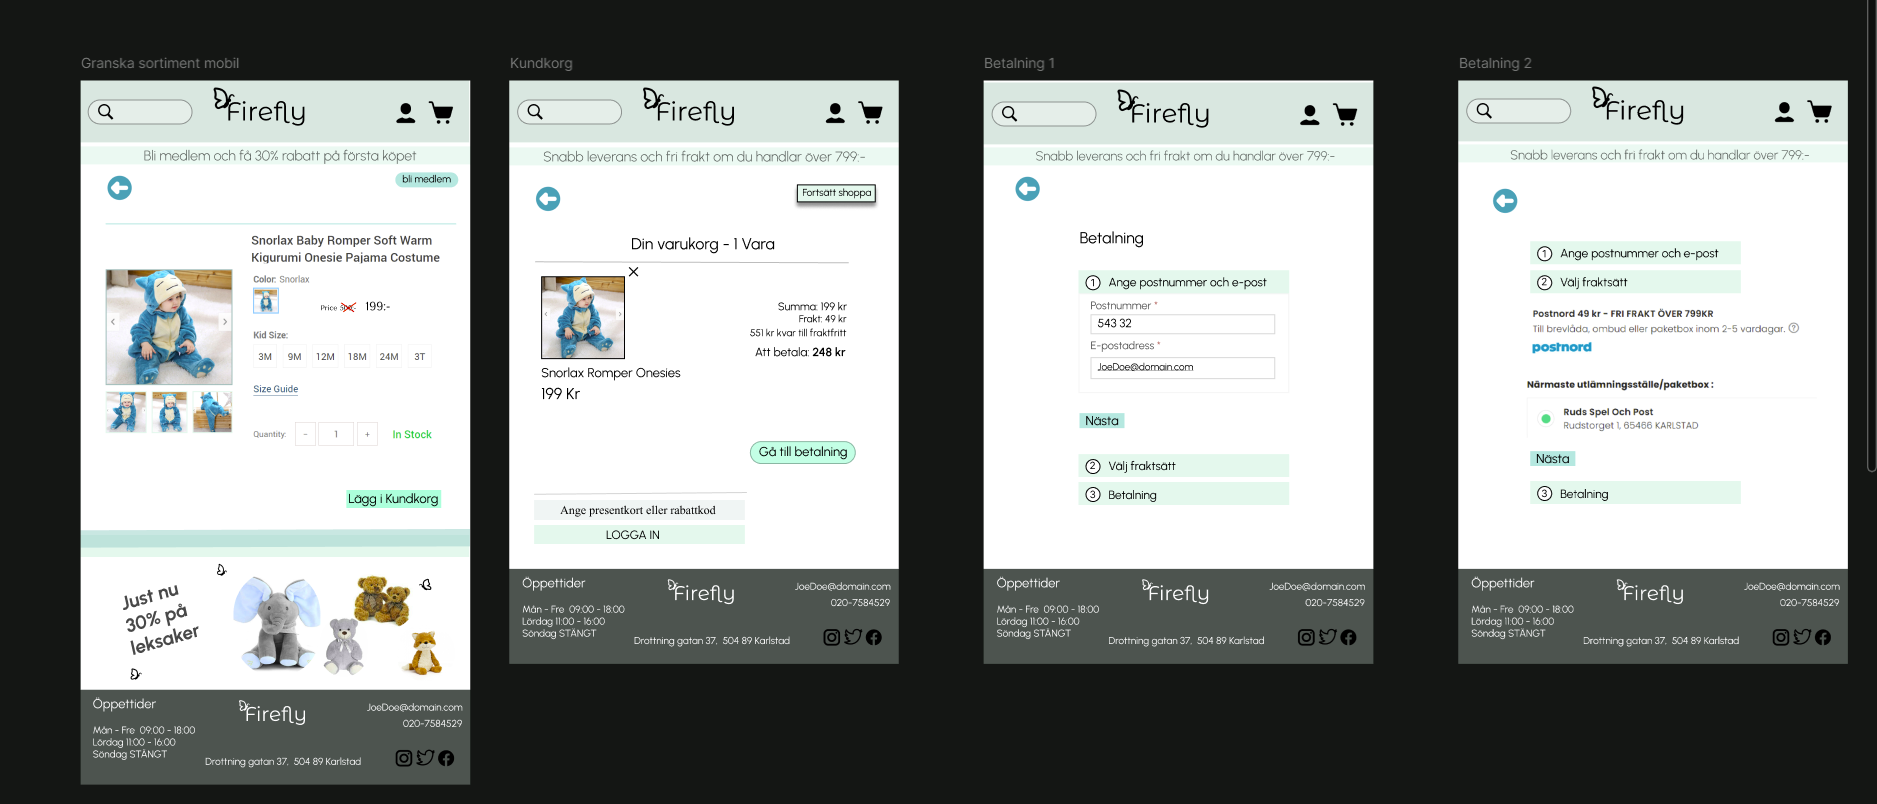 Granska sortiment mobil
Firefly
Bli medlem och få 30% rabatt på första köpet
bli medlem
Snorlax Baby Romper Soft Warm
Kigurumi Onesie Pajama Costume
Color: Snorlax
Price
199:-
Kid Size:
3M 9M 12M 18M 24M 3T
Size Guide
Quantity: - 1 + In Stock
Lägg i Kundkorg
Just nu
30% på
leksaker
Öppettider
Mån - Fre 09:00 - 18:00
Lördag 11:00 - 16:00
Söndag STÄNGT
Firefly
Drottning gatan 37, 504 89 Karlstad
JoeDoe@domain.com
020-7584529
Kundkorg
Firefly
Snabb leverans och fri frakt om du handlar över 799:-
Fortsätt shoppa
Din varukorg - 1 Vara
Snorlax Romper Onesies
199 Kr
Summa: 199 kr
Frakt: 49 kr
551 kr kvar till fraktfritt
Att betala: 248 kr
Gå till betalning
Ange presentkort eller rabattkod
LOGGA IN
Öppettider
Mån - Fre 09:00 - 18:00
Lördag 11:00 - 16:00
Söndag STÄNGT
Firefly
Drottning gatan 37, 504 89 Karlstad
JoeDoe@domain.com
020-7584529
Betalning 1
Firefly
Snabb leverans och fri frakt om du handlar över 799:-
Betalning
1 Ange postnummer och e-post
Postnummer *
543 32
E-postadress *
JoeDoe@domain.com
Nästa
2 Välj fraktsätt
3 Betalning
Öppettider
Mån - Fre 09:00 - 18:00
Lördag 11:00 - 16:00
Söndag STÄNGT
Firefly
Drottning gatan 37, 504 89 Karlstad
JoeDoe@domain.com
020-7584529
Betalning 2
Firefly
Snabb leverans och fri frakt om du handlar över 799:-
1 Ange postnummer och e-post
2 Välj fraktsätt
Postnord 49 kr - FRI FRAKT ÖVER 799KR
Till brevlåda, ombud eller paketbox inom 2-5 vardagar. ?
postnord
Närmaste utlämningsställe/paketbox :
Ruds Spel Och Post
Rudstorget 1, 65466 KARLSTAD
Nästa
3 Betalning
Öppettider
Mån - Fre 09:00 - 18:00
Lördag 11:00 - 16:00
Söndag STÄNGT
Firefly
Drottning gatan 37, 504 89 Karlstad
JoeDoe@domain.com
020-7584529